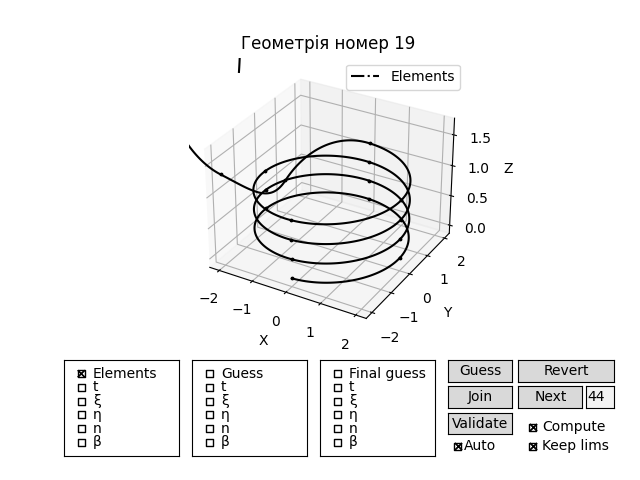 Геометрія номер 19
Elements
1.5
1.0
0.5
0.0
Z
−2
−1
0
1
2
X
−2
−1
0
1
2
Y
Elements
t
ξ
η
n
β
Guess
t
ξ
η
n
β
Final guess
t
ξ
η
n
β
Guess
Revert
Join
Next
44
Validate
Compute
Auto
Keep lims